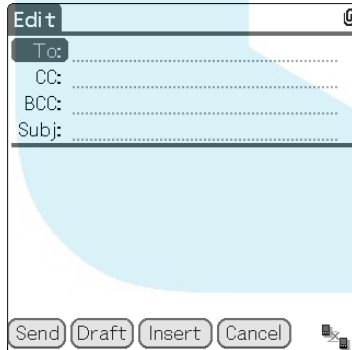 Edit
To:
CC:
BCC:
Subj:
Send Draft Insert Cancel